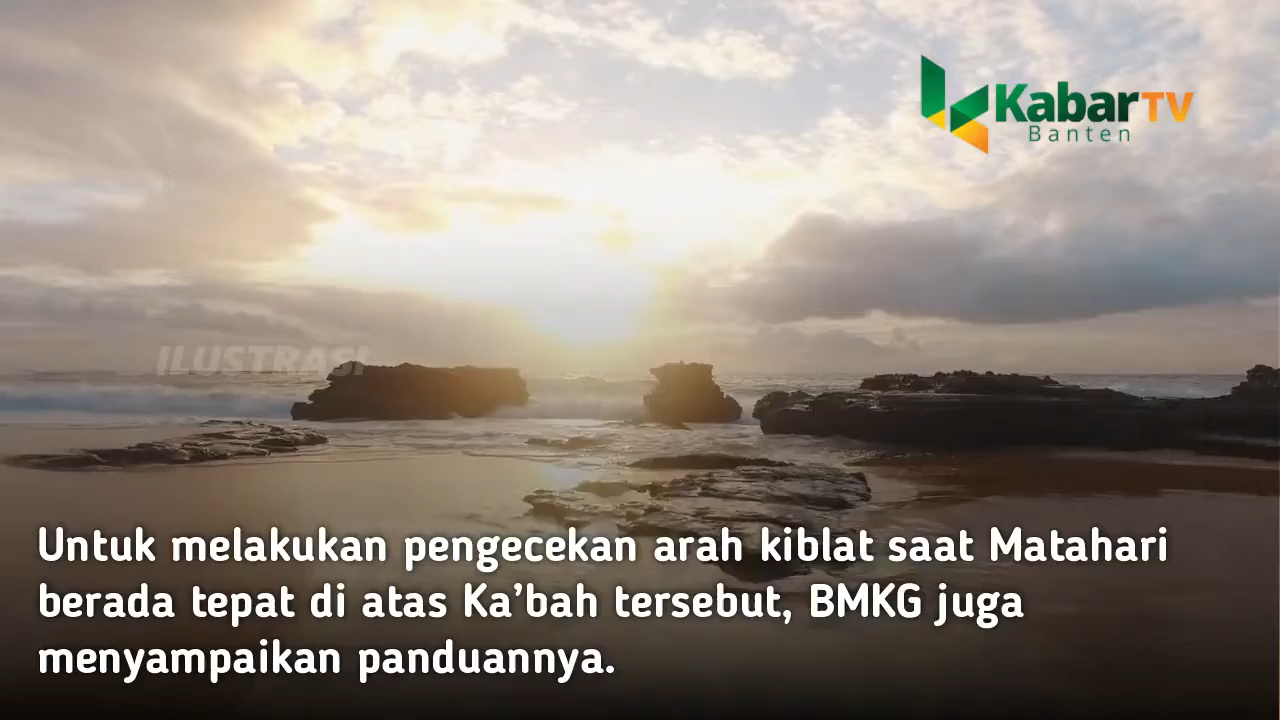 KabarTV
Banten
ILUSTRASI
Untuk melakukan pengecekan arah kiblat saat Matahari
berada tepat di atas Ka’bah tersebut, BMKG juga
menyampaikan panduannya.